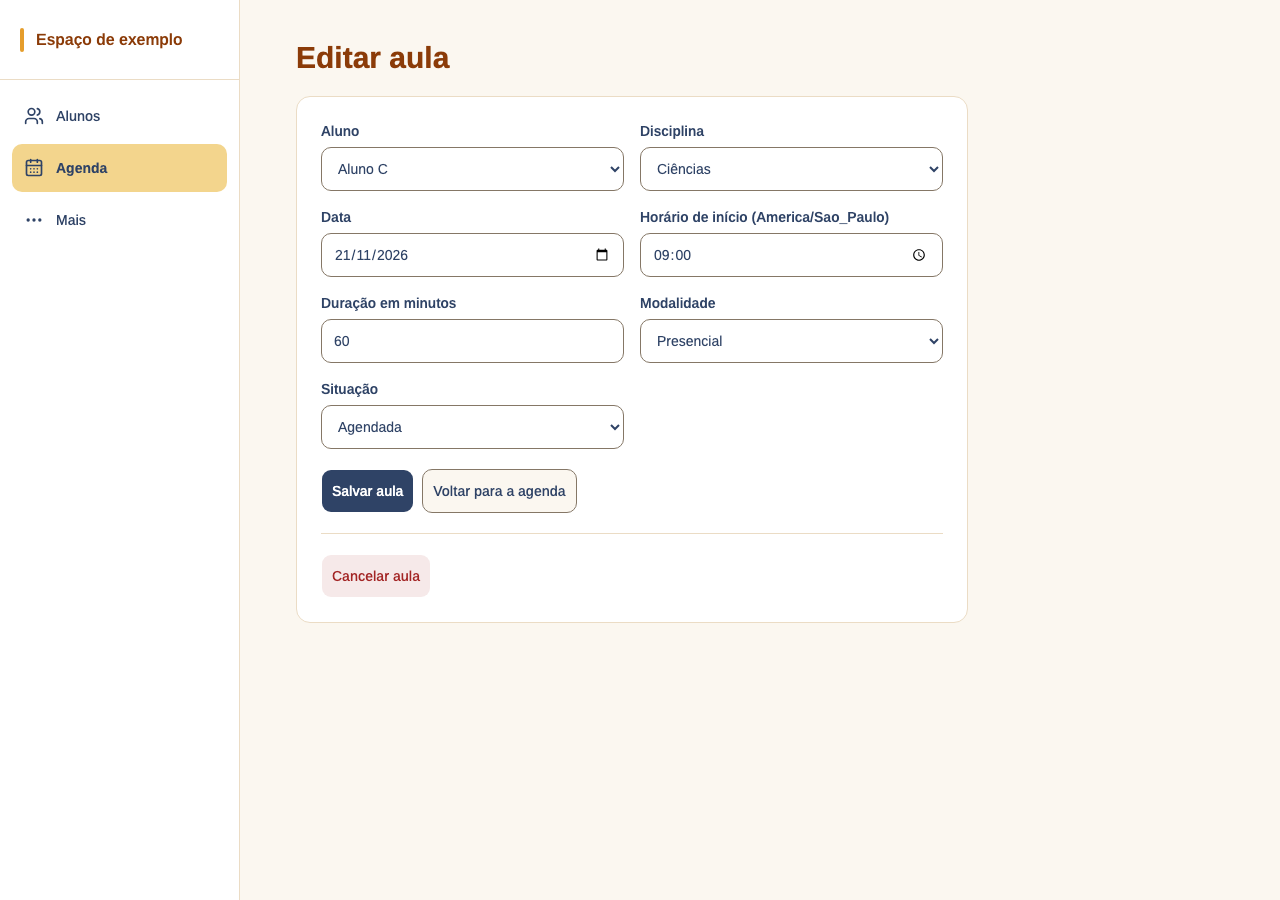 Espaço de exemplo
Alunos
Agenda
Mais
Editar aula
Aluno
Disciplina
Aluno C
Ciências
Data
Horário de início (America/Sao_Paulo)
21/11/2026
09:00
Duração em minutos
Modalidade
60
Presencial
Situação
Agendada
Salvar aula
Voltar para a agenda
Cancelar aula